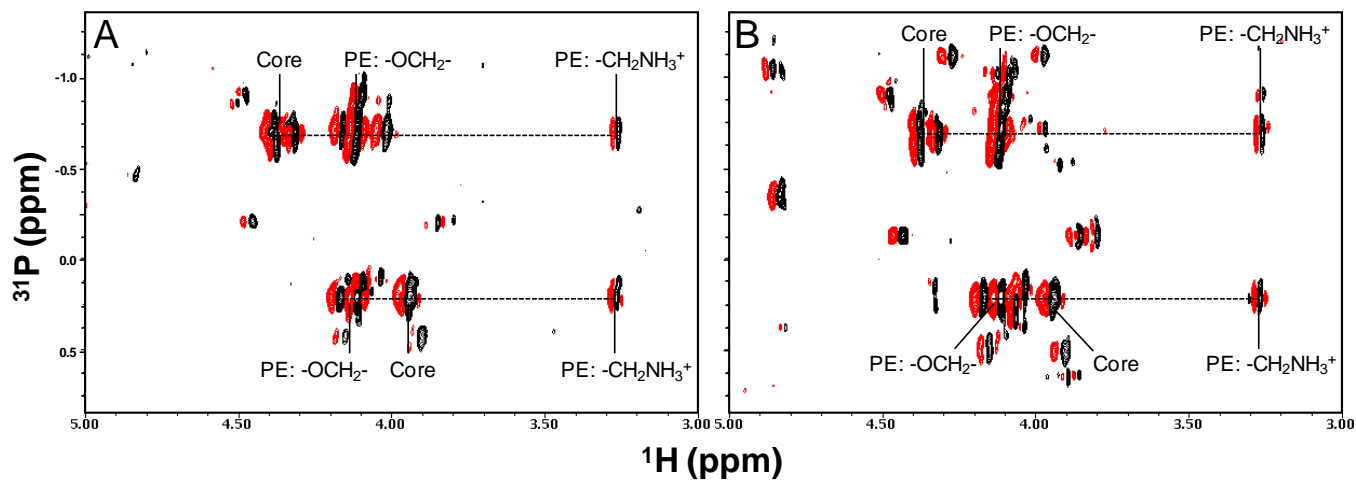 A
Core
PE: -OCH₂-
PE: -CH₂NH₃⁺
B
Core
PE: -OCH₂-
PE: -CH₂NH₃⁺
-1.0
-0.5
0.0
0.5
³¹P (ppm)
PE: -OCH₂-
Core
PE: -CH₂NH₃⁺
PE: -OCH₂-
Core
PE: -CH₂NH₃⁺
5.00 4.50 4.00 3.50 3.00
5.00 4.50 4.00 3.50 3.00
¹H (ppm)